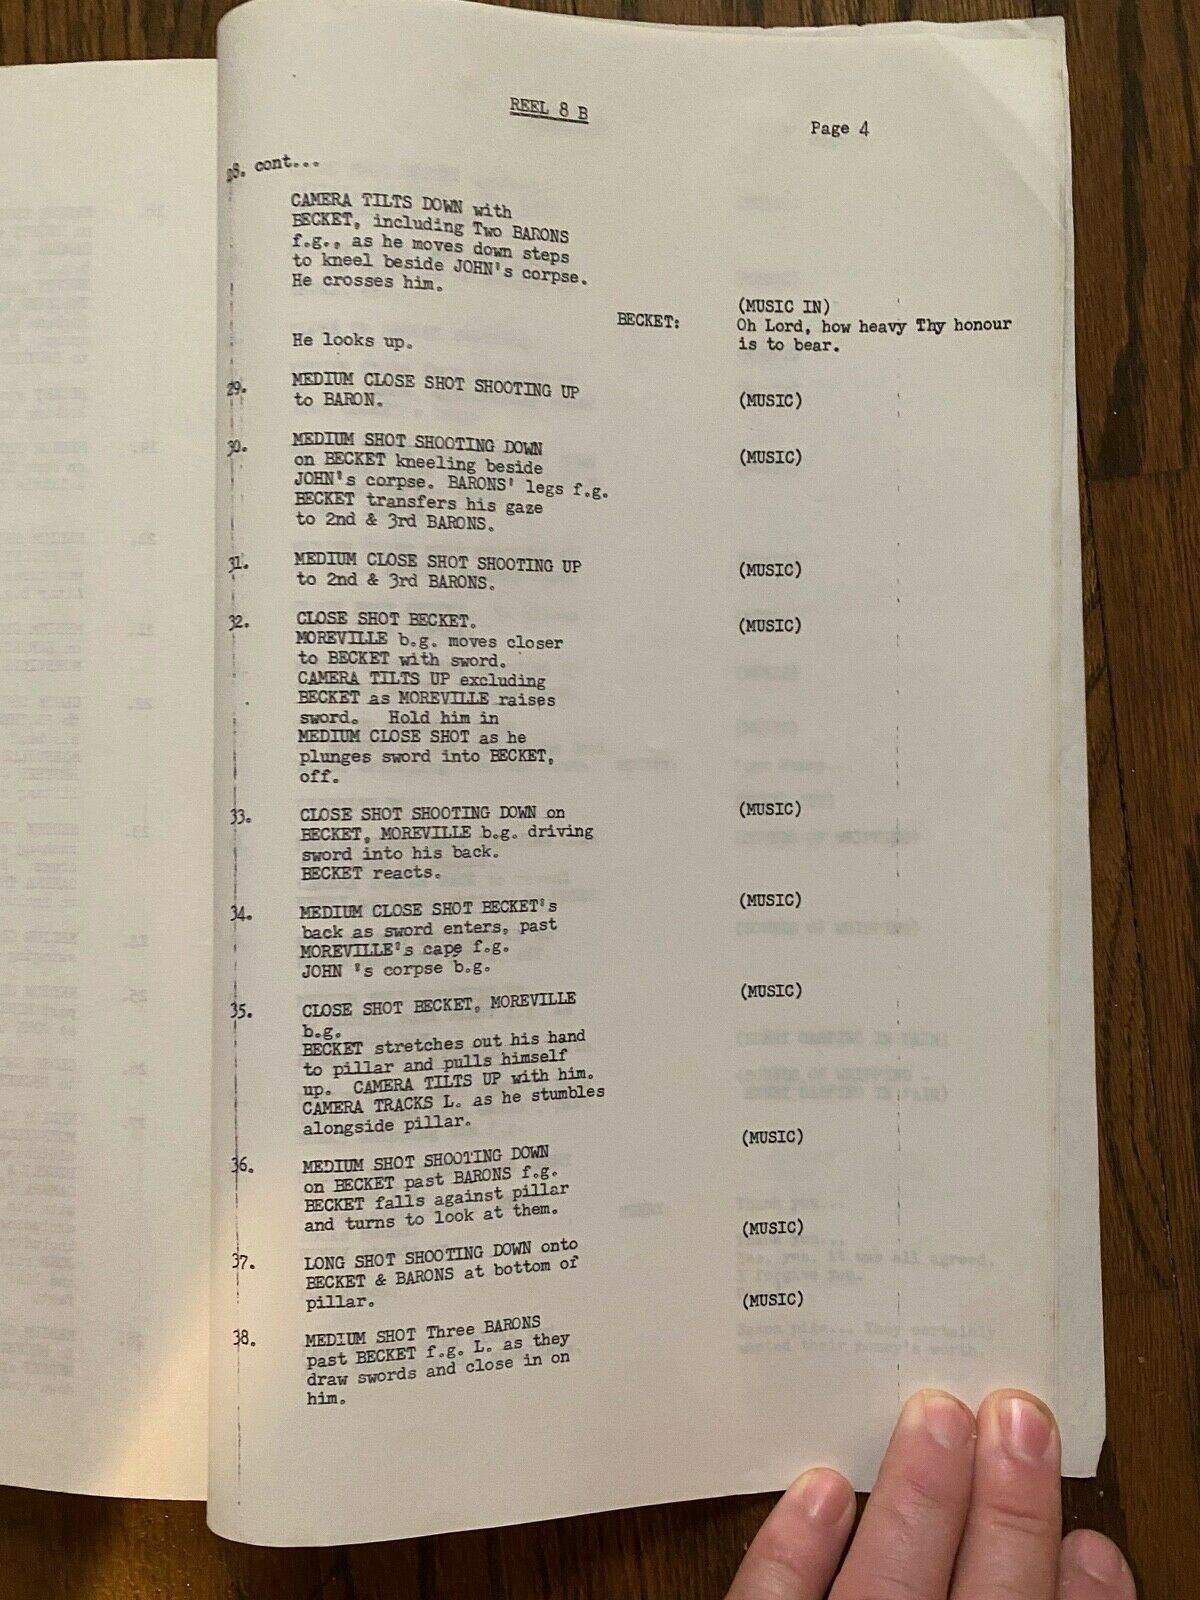 REEL 8 B
Page 4
28. cont...
CAMERA TILTS DOWN with
BECKET, including Two BARONS
f.g., as he moves down steps
to kneel beside JOHN's corpse.
He crosses him.
(MUSIC IN)
BECKET: Oh Lord, how heavy Thy honour
is to bear.
He looks up.
29. MEDIUM CLOSE SHOT SHOOTING UP
to BARON. (MUSIC)
30. MEDIUM SHOT SHOOTING DOWN (MUSIC)
on BECKET kneeling beside
JOHN's corpse. BARONS' legs f.g.
BECKET transfers his gaze
to 2nd & 3rd BARONS.
31. MEDIUM CLOSE SHOT SHOOTING UP (MUSIC)
to 2nd & 3rd BARONS.
32. CLOSE SHOT BECKET. (MUSIC)
MOREVILLE b.g. moves closer
to BECKET with sword.
CAMERA TILTS UP excluding
BECKET as MOREVILLE raises
sword. Hold him in
MEDIUM CLOSE SHOT as he
plunges sword into BECKET,
off.
33. CLOSE SHOT SHOOTING DOWN on (MUSIC)
BECKET, MOREVILLE b.g. driving
sword into his back.
BECKET reacts.
34. MEDIUM CLOSE SHOT BECKET's (MUSIC)
back as sword enters, past
MOREVILLE's cape f.g.
JOHN 's corpse b.g.
35. CLOSE SHOT BECKET, MOREVILLE (MUSIC)
b.g.
BECKET stretches out his hand
to pillar and pulls himself
up. CAMERA TILTS UP with him.
CAMERA TRACKS L. as he stumbles
alongside pillar.
36. MEDIUM SHOT SHOOTING DOWN (MUSIC)
on BECKET past BARONS f.g.
BECKET falls against pillar
and turns to look at them.
37. LONG SHOT SHOOTING DOWN onto (MUSIC)
BECKET & BARONS at bottom of
pillar.
38. MEDIUM SHOT Three BARONS (MUSIC)
past BECKET f.g. L. as they
draw swords and close in on
him.